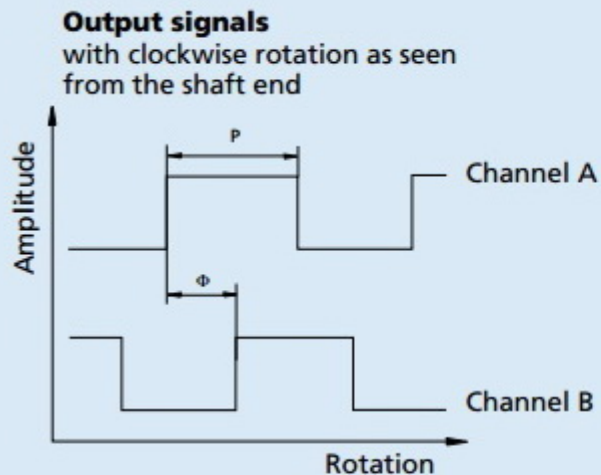 Output signals
with clockwise rotation as seen
from the shaft end
Amplitude
P
Channel A
Φ
Channel B
Rotation